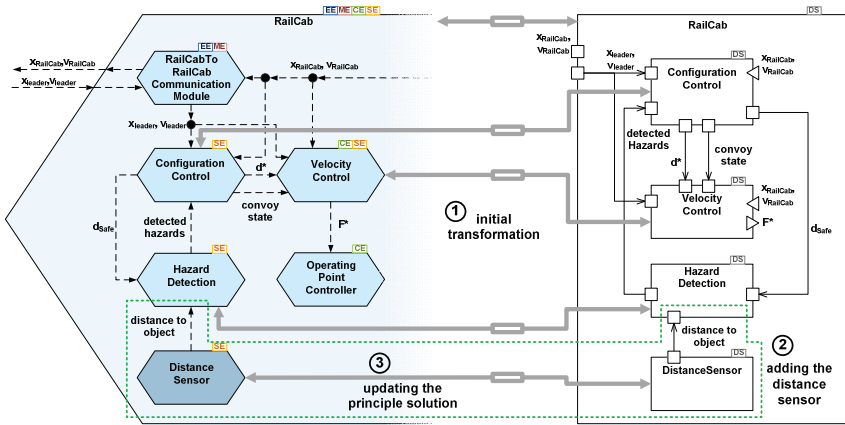 RailCab
EE ME CE SE
RailCab
DS
EE ME
xRailCab,vRailCab
RailCabTo
RailCab
Communication
Module
xRailCab, vRailCab
xleader,vleader
xleader, vleader
SE
Configuration
Control
d*
convoy
state
CE SE
Velocity
Control
dSafe
detected
hazards
F*
SE
Hazard
Detection
CE
Operating
Point
Controller
distance to
object
SE
Distance
Sensor
1
initial
transformation
3
updating the
principle solution
xRailCab,
vRailCab
xleader,
vleader
DS
Configuration
Control
xRailCab,
vRailCab
detected
Hazards
d*
convoy
state
DS
Velocity
Control
xRailCab,
vRailCab
F*
dSafe
DS
Hazard
Detection
distance to
object
DS
DistanceSensor
2
adding the
distance
sensor